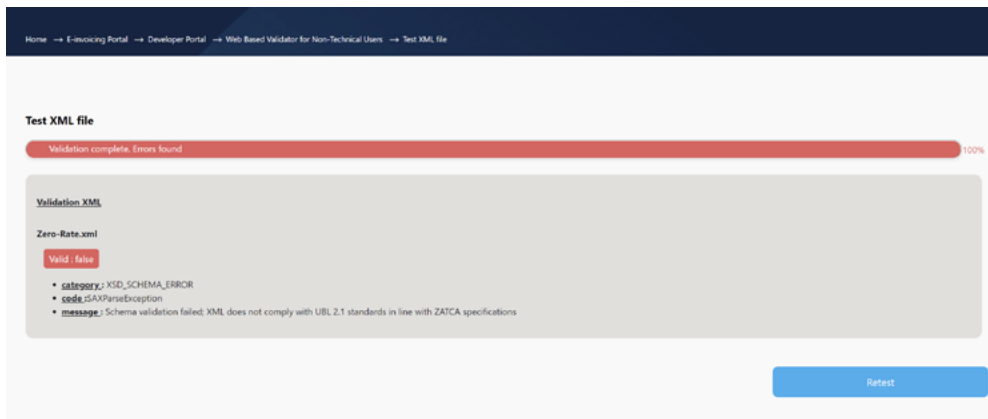 Home → E-invoicing Portal → Developer Portal → Web Based Validator for Non-Technical Users → Test XML file
Test XML file
Validation complete. Errors found
100%
Validation XML
Zero-Rate.xml
Valid : false
• category : XSD_SCHEMA_ERROR
• code :SAXParseException
• message : Schema validation failed; XML does not comply with UBL 2.1 standards in line with ZATCA specifications
Retest